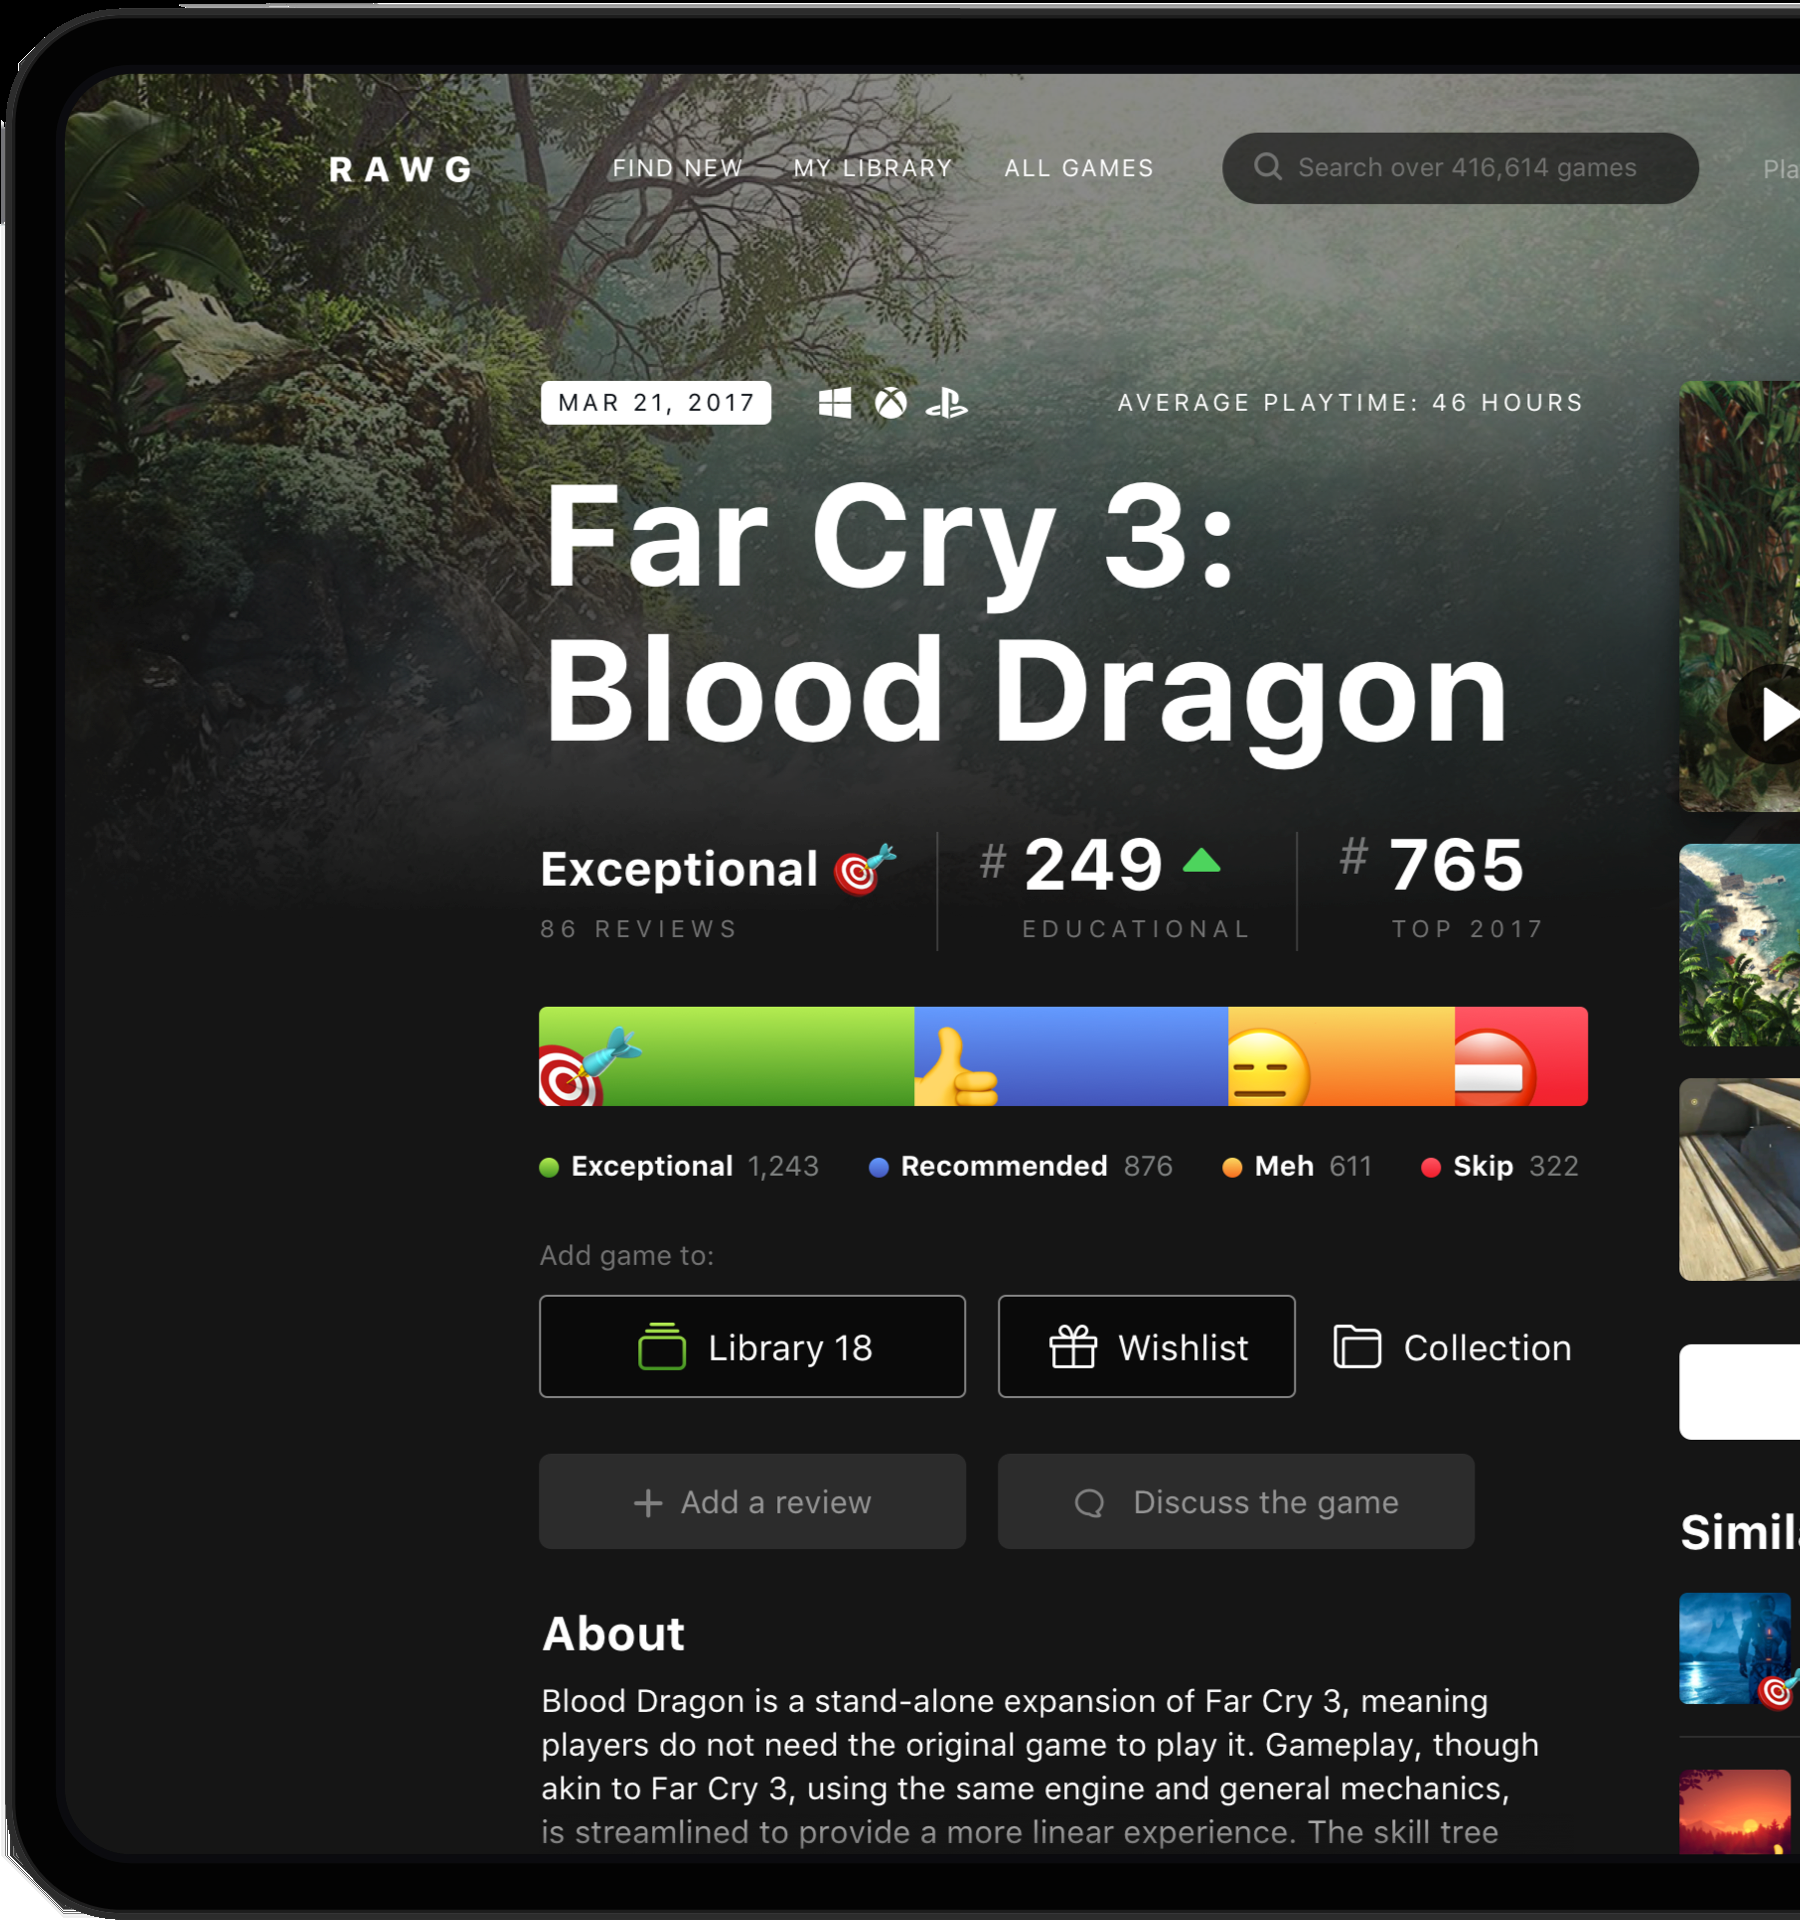 RAWG
FIND NEW
MY LIBRARY
ALL GAMES
Search over 416,614 games
MAR 21, 2017
AVERAGE PLAYTIME: 46 HOURS
Far Cry 3:
Blood Dragon
Exceptional
# 249
# 765
86 REVIEWS
EDUCATIONAL
TOP 2017
Exceptional 1,243
Recommended 876
Meh 611
Skip 322
Add game to:
Library 18
Wishlist
Collection
Add a review
Discuss the game
About
Blood Dragon is a stand-alone expansion of Far Cry 3, meaning
players do not need the original game to play it. Gameplay, though
akin to Far Cry 3, using the same engine and general mechanics,
is streamlined to provide a more linear experience. The skill tree